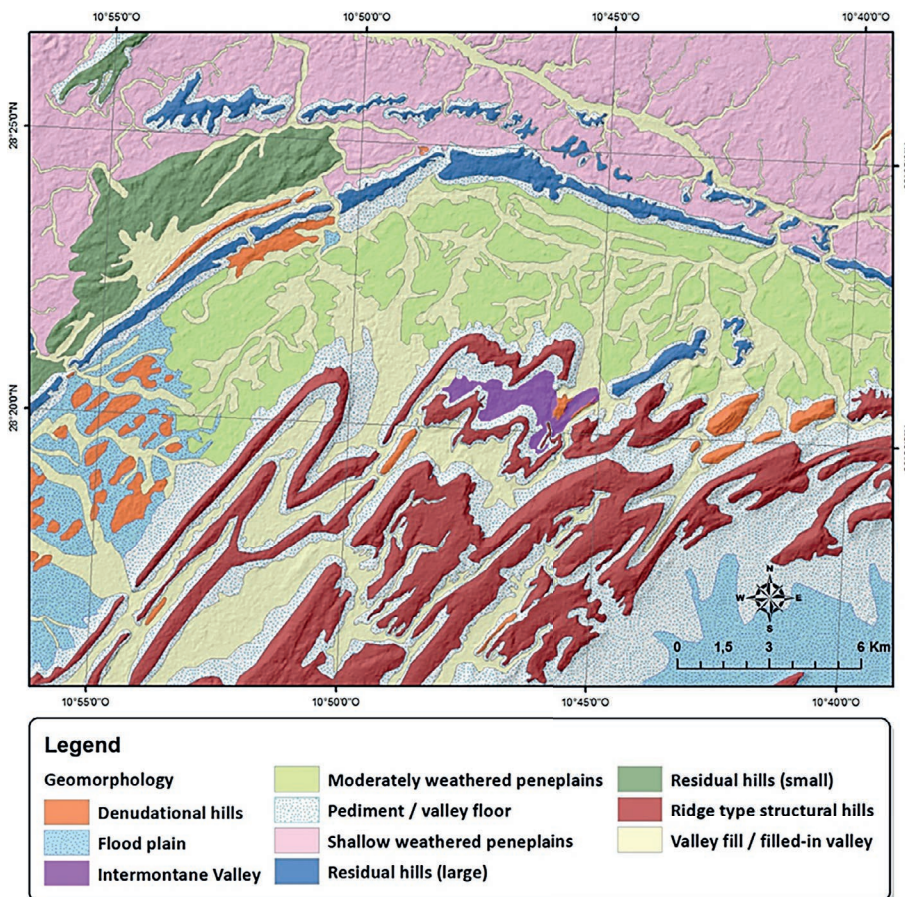 10°55'0"O 10°50'0"O 10°45'0"O 10°40'0"O
28°25'0"N
28°20'0"N
N
W E
S
0 1,5 3 6 Km
10°55'0"O 10°50'0"O 10°45'0"O 10°40'0"O
Legend
Geomorphology
Denudational hills
Flood plain
Intermontane Valley
Moderately weathered peneplains
Pediment / valley floor
Shallow weathered peneplains
Residual hills (large)
Residual hills (small)
Ridge type structural hills
Valley fill / filled-in valley